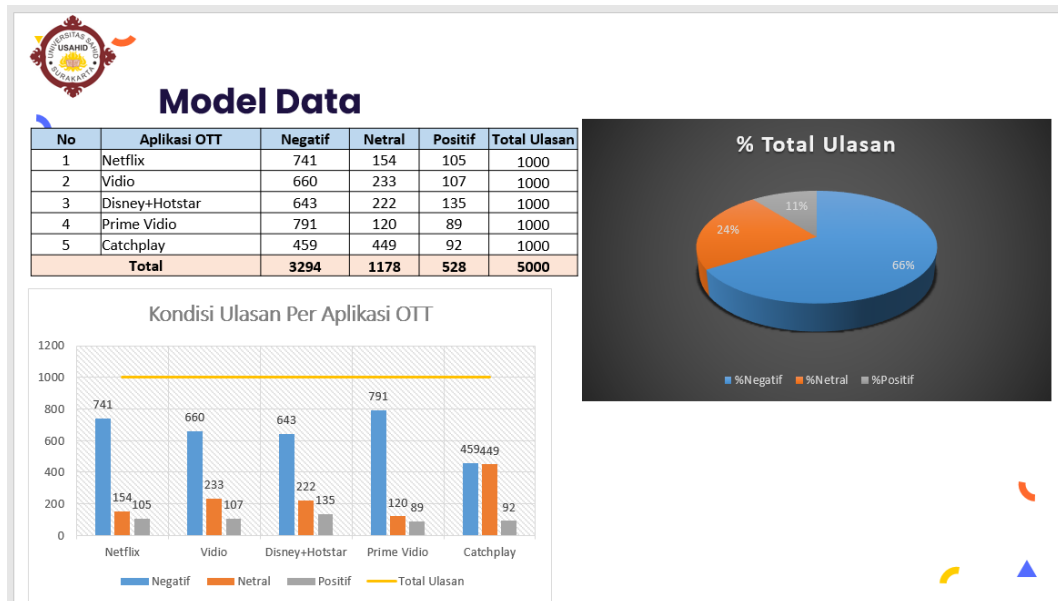 UNIVERSITAS SAHID
USAHID
SURAKARTA
Model Data
No Aplikasi OTT Negatif Netral Positif Total Ulasan
1 Netflix 741 154 105 1000
2 Vidio 660 233 107 1000
3 Disney+Hotstar 643 222 135 1000
4 Prime Vidio 791 120 89 1000
5 Catchplay 459 449 92 1000
Total 3294 1178 528 5000
% Total Ulasan
11%
24%
66%
%Negatif %Netral %Positif
Kondisi Ulasan Per Aplikasi OTT
1200
1000
800
600
400
200
0
741 154 105
660 233 107
643 222 135
791 120 89
459 449 92
Netflix Vidio Disney+Hotstar Prime Vidio Catchplay
Negatif Netral Positif Total Ulasan